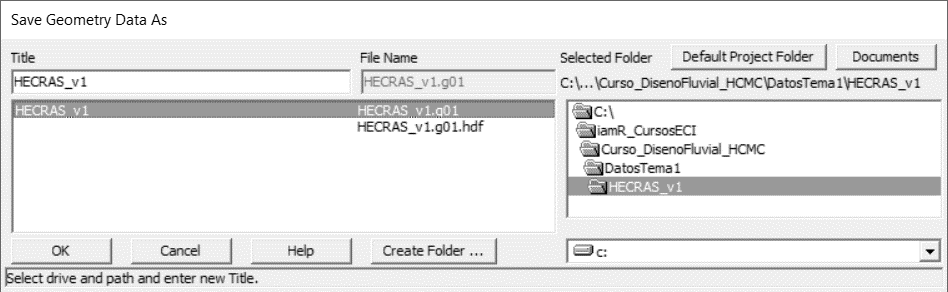 Save Geometry Data As
Title
File Name
Selected Folder
Default Project Folder
Documents
HECRAS_v1
HECRAS_v1.g01
C:\...\Curso_DisenoFluvial_HCMC\DatosTema1\HECRAS_v1
HECRAS_v1 HECRAS_v1.g01
HECRAS_v1.g01.hdf
C:\
iamR_CursosECI
Curso_DisenoFluvial_HCMC
DatosTema1
HECRAS_v1
OK
Cancel
Help
Create Folder ...
c:
Select drive and path and enter new Title.